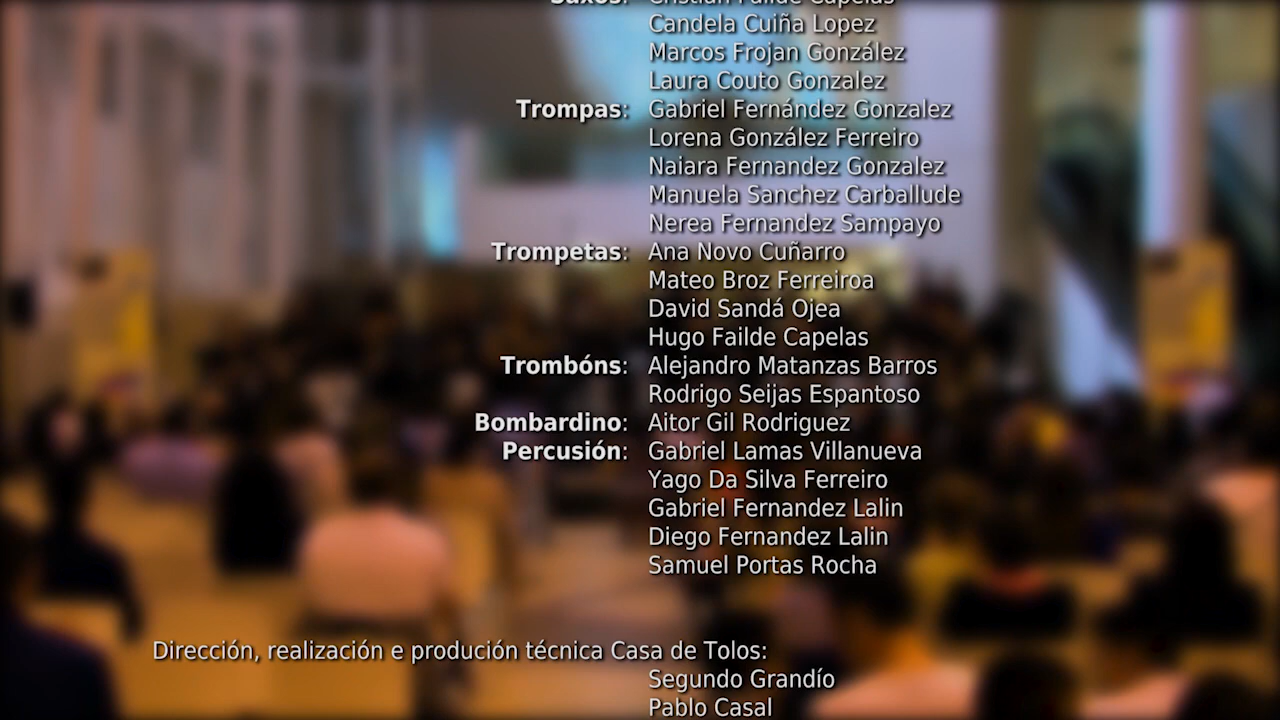 Saxos: Cristian Failde Capelas
Candela Cuiña Lopez
Marcos Frojan González
Laura Couto Gonzalez
Trompas: Gabriel Fernández Gonzalez
Lorena González Ferreiro
Naiara Fernandez Gonzalez
Manuela Sanchez Carballude
Nerea Fernandez Sampayo
Trompetas: Ana Novo Cuñarro
Mateo Broz Ferreiroa
David Sandá Ojea
Hugo Failde Capelas
Trombóns: Alejandro Matanzas Barros
Rodrigo Seijas Espantoso
Bombardino: Aitor Gil Rodriguez
Percusión: Gabriel Lamas Villanueva
Yago Da Silva Ferreiro
Gabriel Fernandez Lalin
Diego Fernandez Lalin
Samuel Portas Rocha
Dirección, realización e produción técnica Casa de Tolos:
Segundo Grandío
Pablo Casal